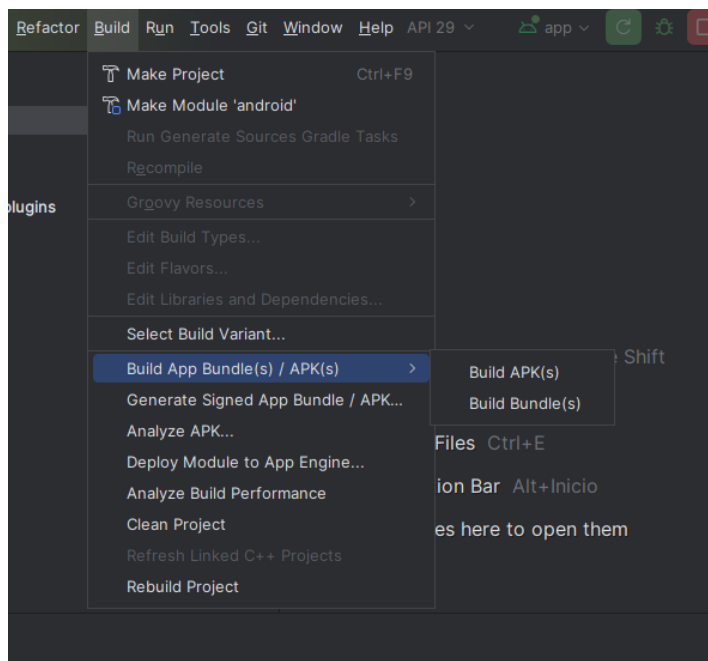 Refactor Build Run Tools Git Window Help API 29 app
Make Project Ctrl+F9
Make Module 'android'
Run Generate Sources Gradle Tasks
Recompile
plugins
Groovy Resources
Edit Build Types...
Edit Flavors...
Edit Libraries and Dependencies...
Select Build Variant...
Shift
Build App Bundle(s) / APK(s)
Build APK(s)
Generate Signed App Bundle / APK...
Build Bundle(s)
Analyze APK...
Files Ctrl+E
Deploy Module to App Engine...
Analyze Build Performance
ion Bar Alt+Inicio
Clean Project
es here to open them
Refresh Linked C++ Projects
Rebuild Project